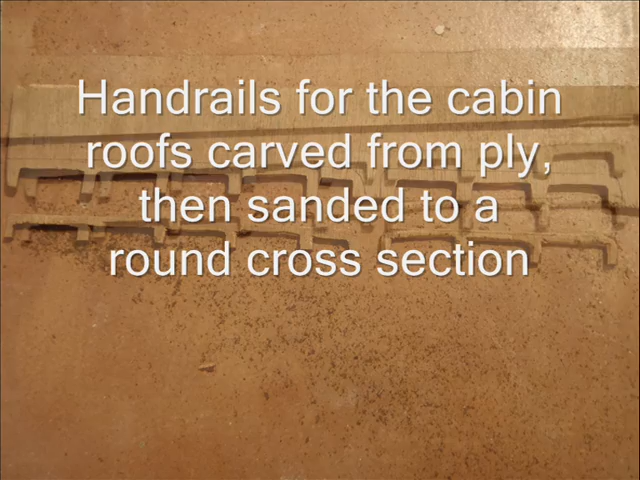 Handrails for the cabin
roofs carved from ply,
then sanded to a
round cross section